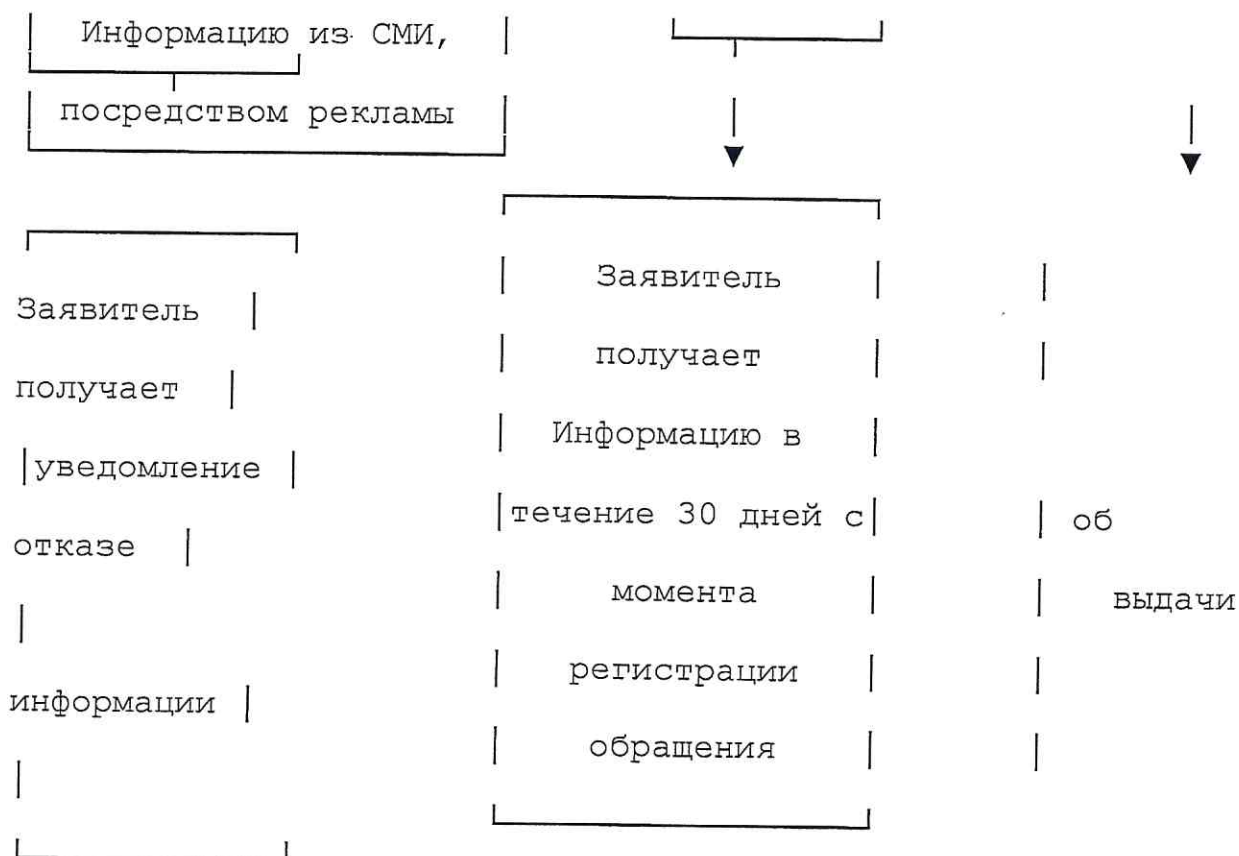 Информацию из СМИ,
посредством рекламы
Заявитель
Заявитель
получает
получает
Информацию в
уведомление
течение 30 дней с
об
отказе
момента
выдачи
регистрации
информации
обращения